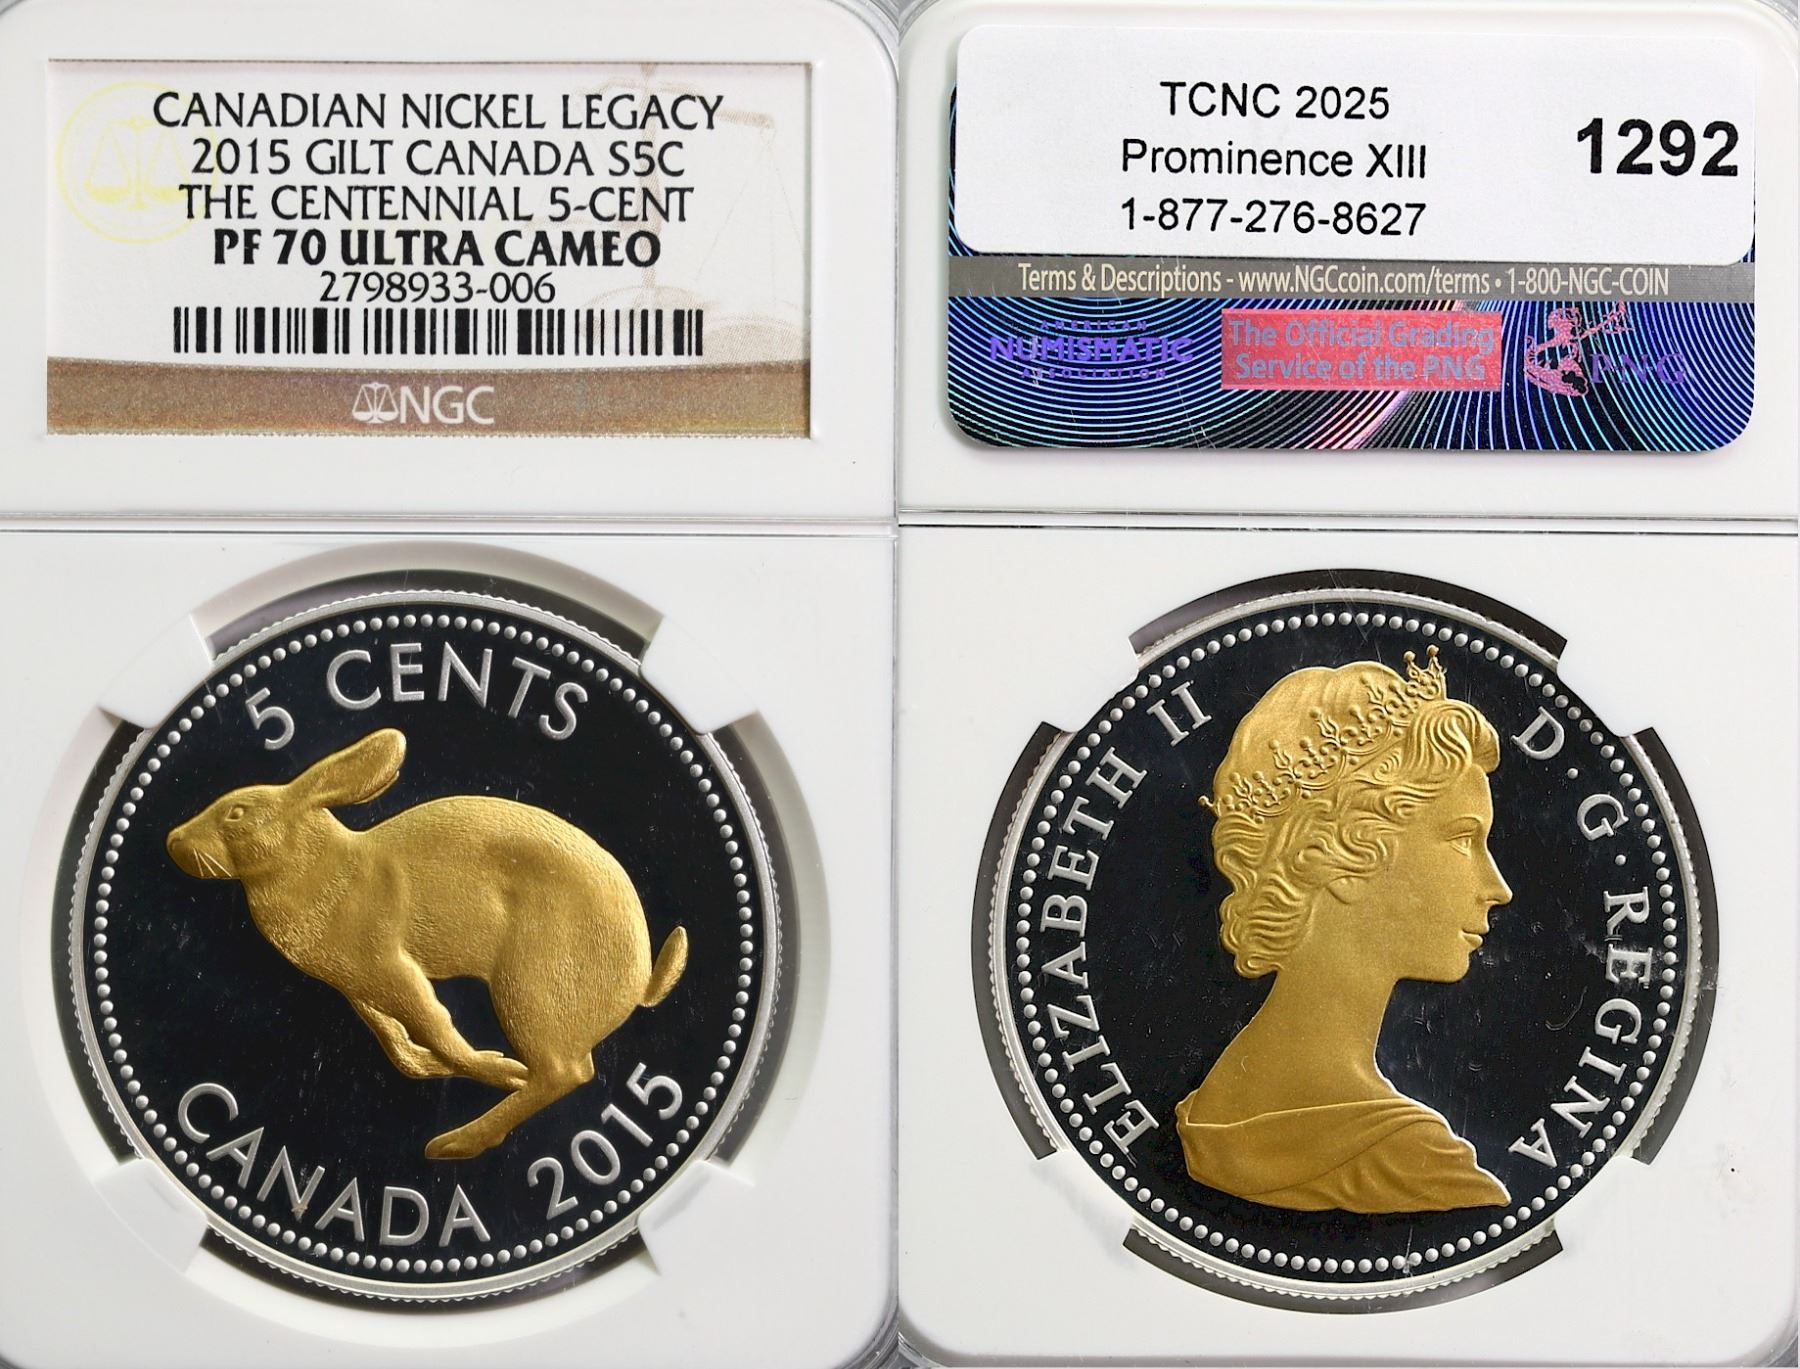 CANADIAN NICKEL LEGACY
2015 GILT CANADA S5C
THE CENTENNIAL 5-CENT
PF 70 ULTRA CAMEO
2798933-006
NGC
5 CENTS
CANADA 2015
TCNC 2025
Prominence XIII
1-877-276-8627
1292
Terms & Descriptions - www.NGCcoin.com/terms • 1-800-NGC-COIN
AMERICAN
NUMISMATIC
ASSOCIATION
The Official Grading
Service of the PNG
PNG
ELIZABETH II D·G·REGINA